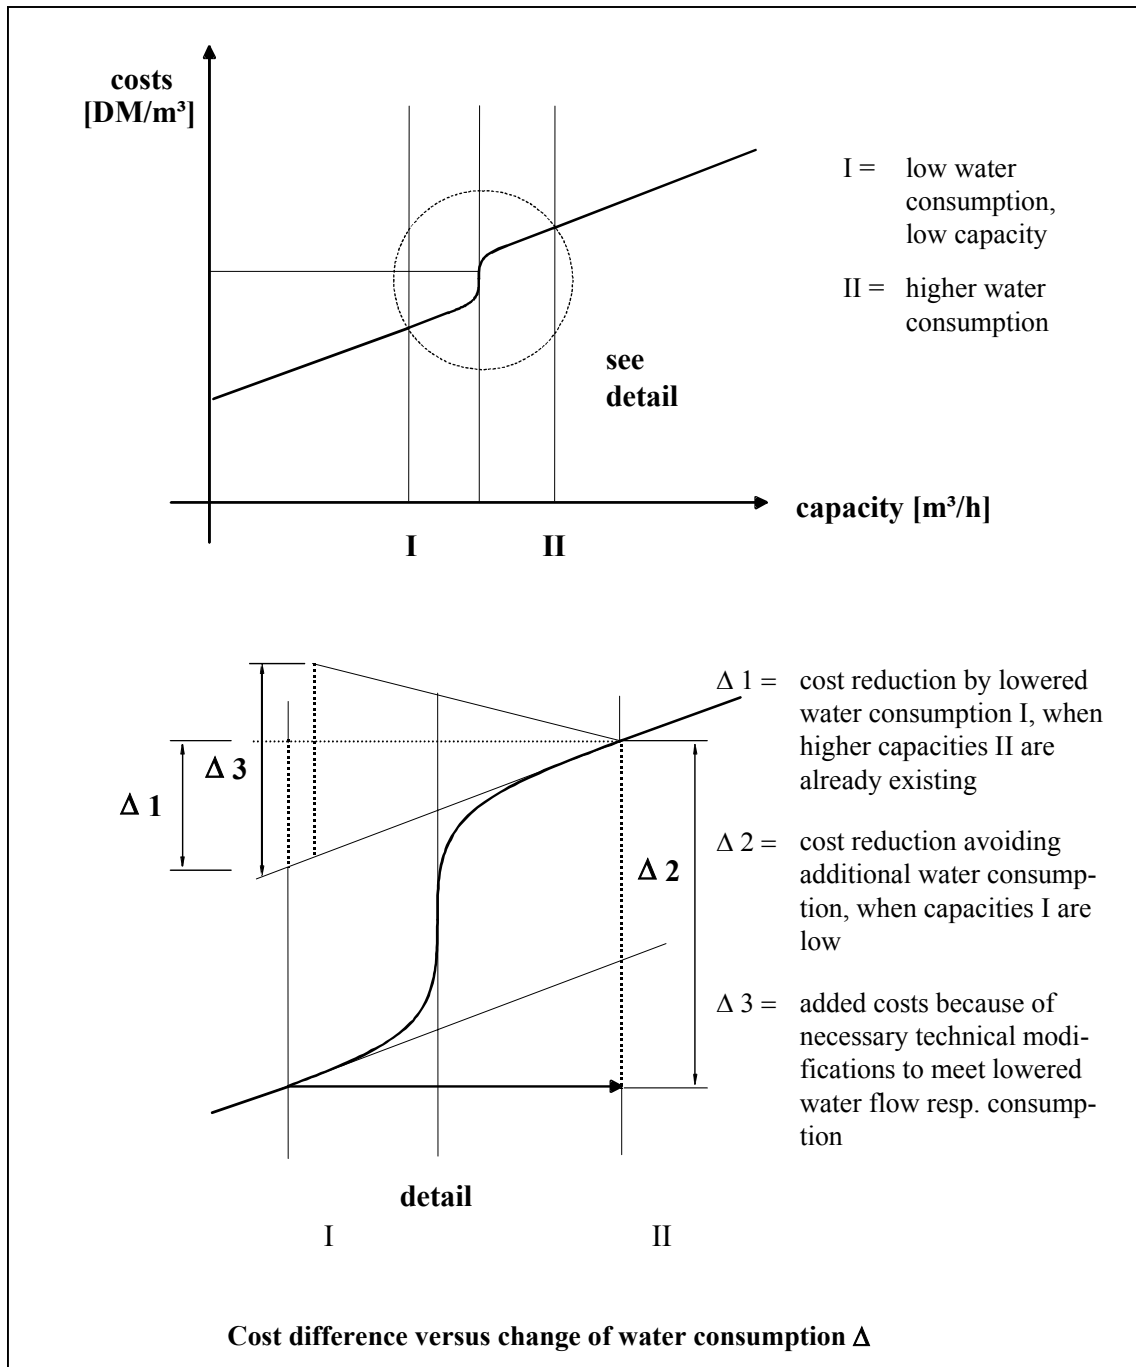 costs
[DM/m³]
I = low water
consumption,
low capacity
II = higher water
consumption
see
detail
capacity [m³/h]
I II
Δ 1 = cost reduction by lowered
water consumption I, when
higher capacities II are
already existing
Δ 3
Δ 1
Δ 2
Δ 2 = cost reduction avoiding
additional water consump-
tion, when capacities I are
low
Δ 3 = added costs because of
necessary technical modi-
fications to meet lowered
water flow resp. consump-
tion
detail
I II
Cost difference versus change of water consumption Δ